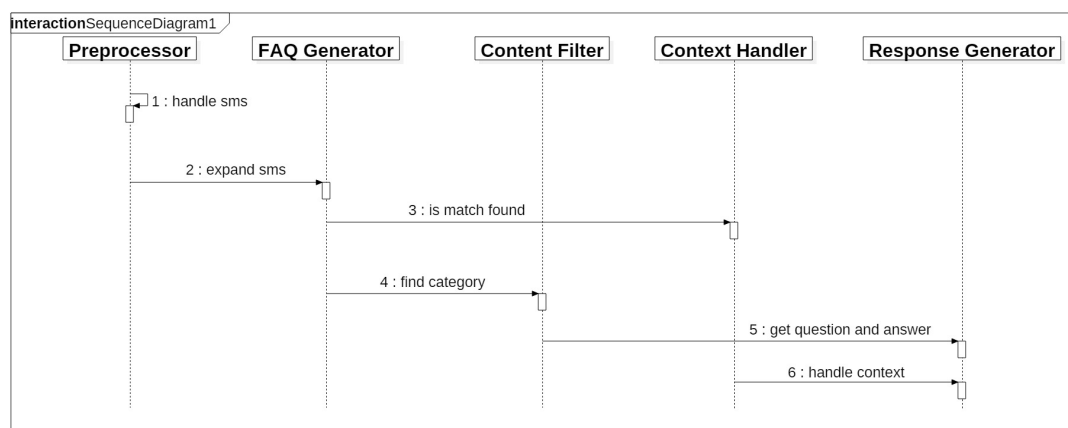 interactionSequenceDiagram1
Preprocessor
FAQ Generator
Content Filter
Context Handler
Response Generator
1 : handle sms
2 : expand sms
3 : is match found
4 : find category
5 : get question and answer
6 : handle context